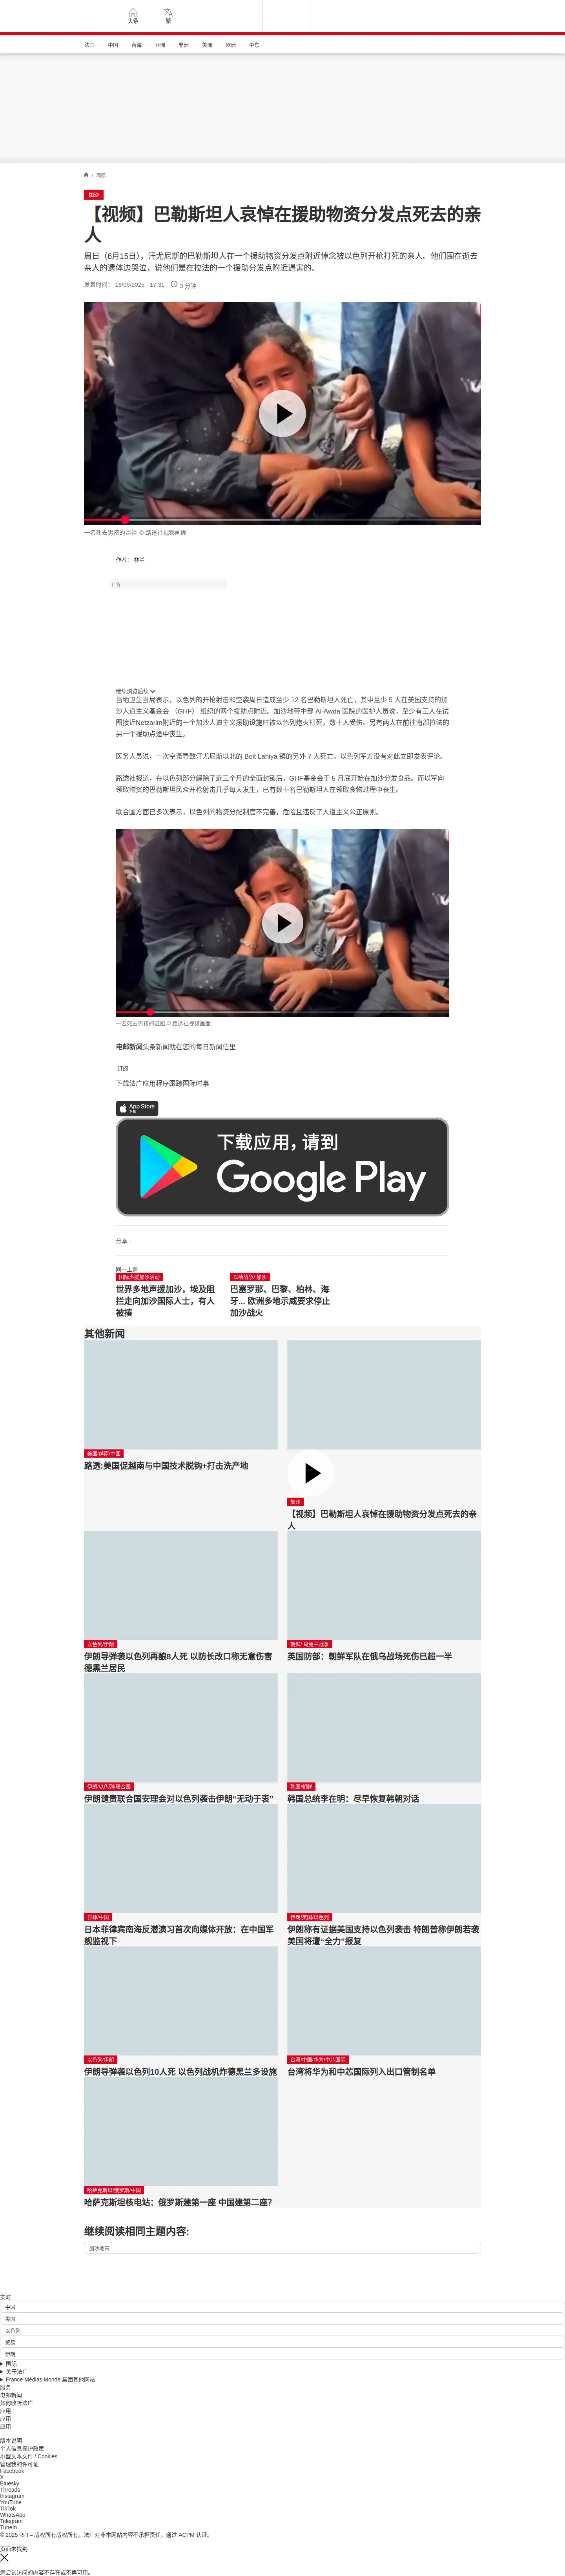 头条
繁
法国 中国 台海 亚洲 非洲 美洲 欧洲 中东
/ 国际
加沙
【视频】巴勒斯坦人哀悼在援助物资分发点死去的亲
人
周日（6月15日），汗尤尼斯的巴勒斯坦人在一个援助物资分发点附近悼念被以色列开枪打死的亲人。他们围在逝去
亲人的遗体边哭泣，说他们是在拉法的一个援助分发点附近遇害的。
发表时间： 16/06/2025 - 17:31 3 分钟
一名死去男孩的姐姐 © 路透社视频画面
作者： 林兰
广告
继续浏览后续
当地卫生当局表示，以色列的开枪射击和空袭周日造成至少 12 名巴勒斯坦人死亡，其中至少 5 人在美国支持的加
沙人道主义基金会 （GHF） 组织的两个援助点附近。加沙地带中部 Al-Awda 医院的医护人员说，至少有三人在试
图接近Netzarim附近的一个加沙人道主义援助设施时被以色列炮火打死，数十人受伤。另有两人在前往南部拉法的
另一个援助点途中丧生。
医务人员说，一次空袭导致汗尤尼斯以北的 Beit Lahiya 镇的另外 7 人死亡。以色列军方没有对此立即发表评论。
路透社报道，在以色列部分解除了近三个月的全面封锁后，GHF基金会于 5 月底开始在加沙分发食品。而以军向
领取物资的巴勒斯坦民众开枪射击几乎每天发生，已有数十名巴勒斯坦人在领取食物过程中丧生。
联合国方面已多次表示，以色列的物资分配制度不完善，危险且违反了人道主义公正原则。
一名死去男孩的姐姐 © 路透社视频画面
电邮新闻头条新闻就在您的每日新闻信里
订阅
下载法广应用程序跟踪国际时事
App Store
下载
下载应用，请到
Google Play
分享 :
同一主题
国际声援加沙活动
世界多地声援加沙，埃及阻
拦走向加沙国际人士，有人
被揍
以哈战争/ 加沙
巴塞罗那、巴黎、柏林、海
牙... 欧洲多地示威要求停止
加沙战火
其他新闻
美国/越南/中国
路透:美国促越南与中国技术脱钩+打击洗产地
加沙
【视频】巴勒斯坦人哀悼在援助物资分发点死去的亲
人
以色列/伊朗
伊朗导弹袭以色列再酿8人死 以防长改口称无意伤害
德黑兰居民
朝鲜/ 乌克兰战争
英国防部：朝鲜军队在俄乌战场死伤已超一半
伊朗/以色列/联合国
伊朗谴责联合国安理会对以色列袭击伊朗“无动于衷”
韩国/朝鲜
韩国总统李在明：尽早恢复韩朝对话
日菲/中国
日本菲律宾南海反潜演习首次向媒体开放：在中国军
舰监视下
伊朗/美国/以色列
伊朗称有证据美国支持以色列袭击 特朗普称伊朗若袭
美国将遭“全力”报复
以色列/伊朗
伊朗导弹袭以色列10人死 以色列战机炸德黑兰多设施
台湾/中国/华为/中芯国际
台湾将华为和中芯国际列入出口管制名单
哈萨克斯坦/俄罗斯/中国
哈萨克斯坦核电站：俄罗斯建第一座 中国建第二座？
继续阅读相同主题内容:
加沙地带
实时
中国
美国
以色列
贸易
伊朗
国际
关于法广
France Médias Monde 集团其他网站
服务
电邮新闻
如何收听法广
应用
应用
应用
版本说明
个人信息保护政策
小型文本文件 / Cookies
管理我的许可证
Facebook
X
Bluesky
Threads
Instagram
YouTube
TikTok
WhatsApp
Telegram
TuneIn
© 2025 RFI – 版权所有版权所有。法广对非本网站内容不承担责任。通过 ACPM 认证。
页面未找到
您尝试访问的内容不存在或不再可用。